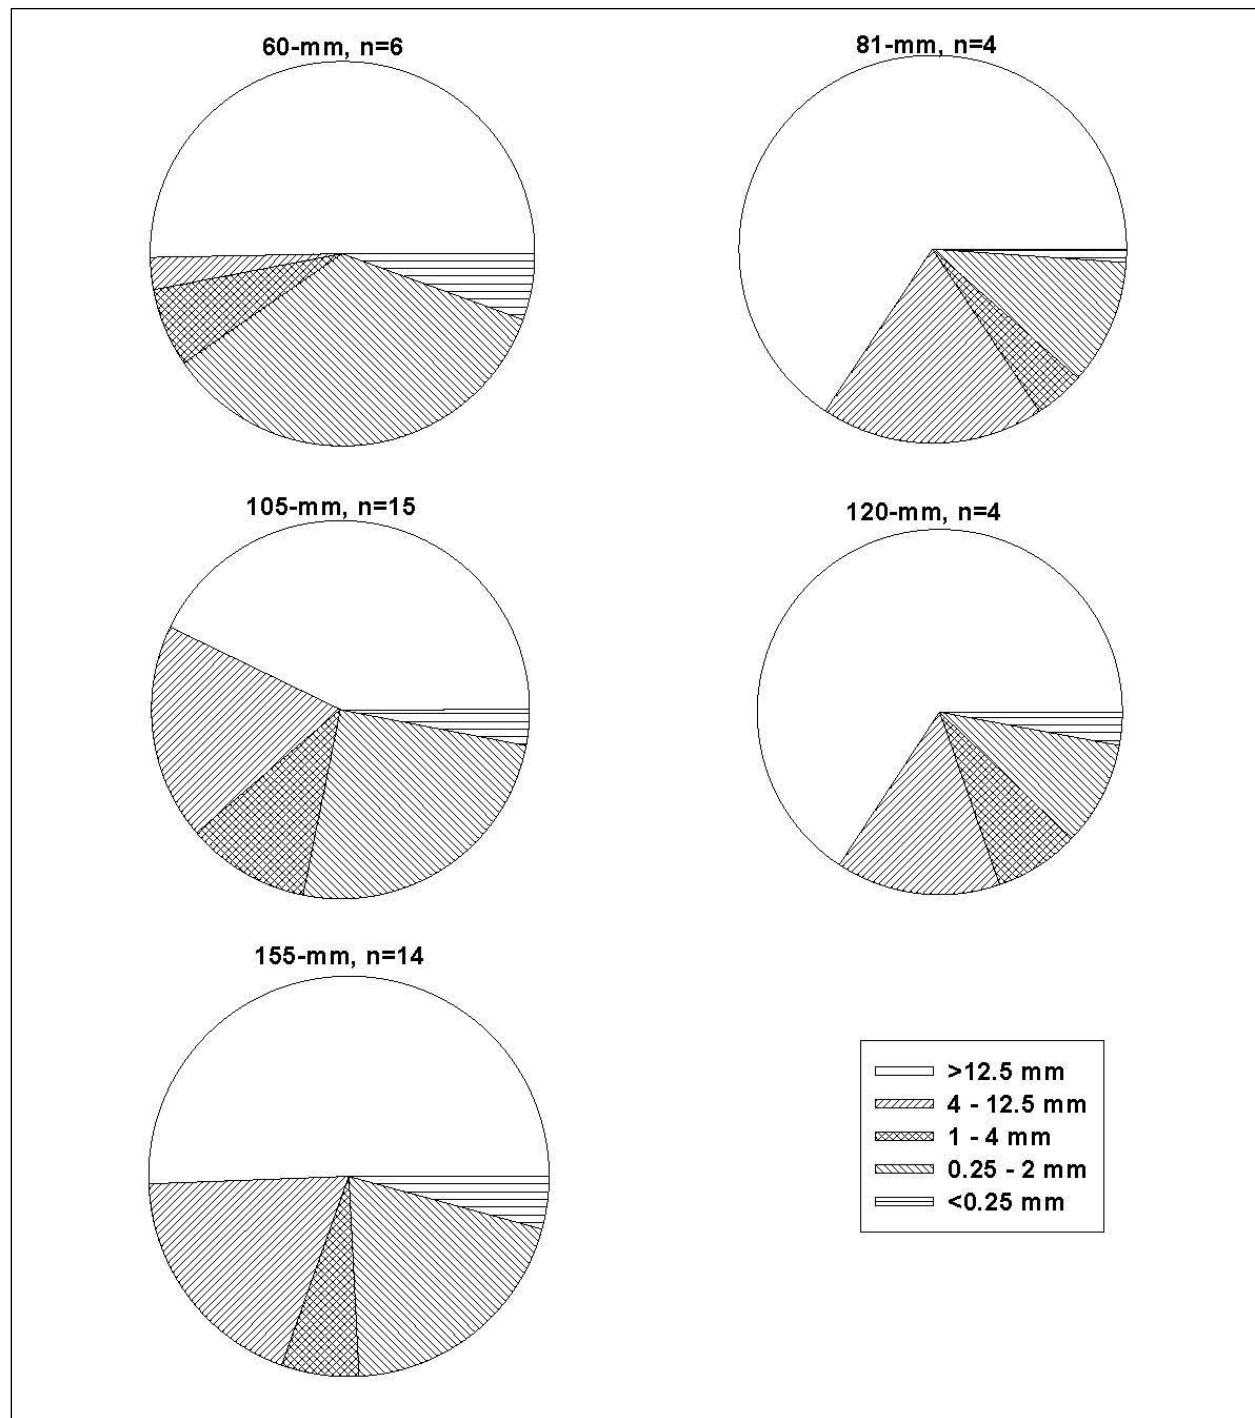 60-mm, n=6
81-mm, n=4
105-mm, n=15
120-mm, n=4
155-mm, n=14
>12.5 mm
4 - 12.5 mm
1 - 4 mm
0.25 - 2 mm
<0.25 mm